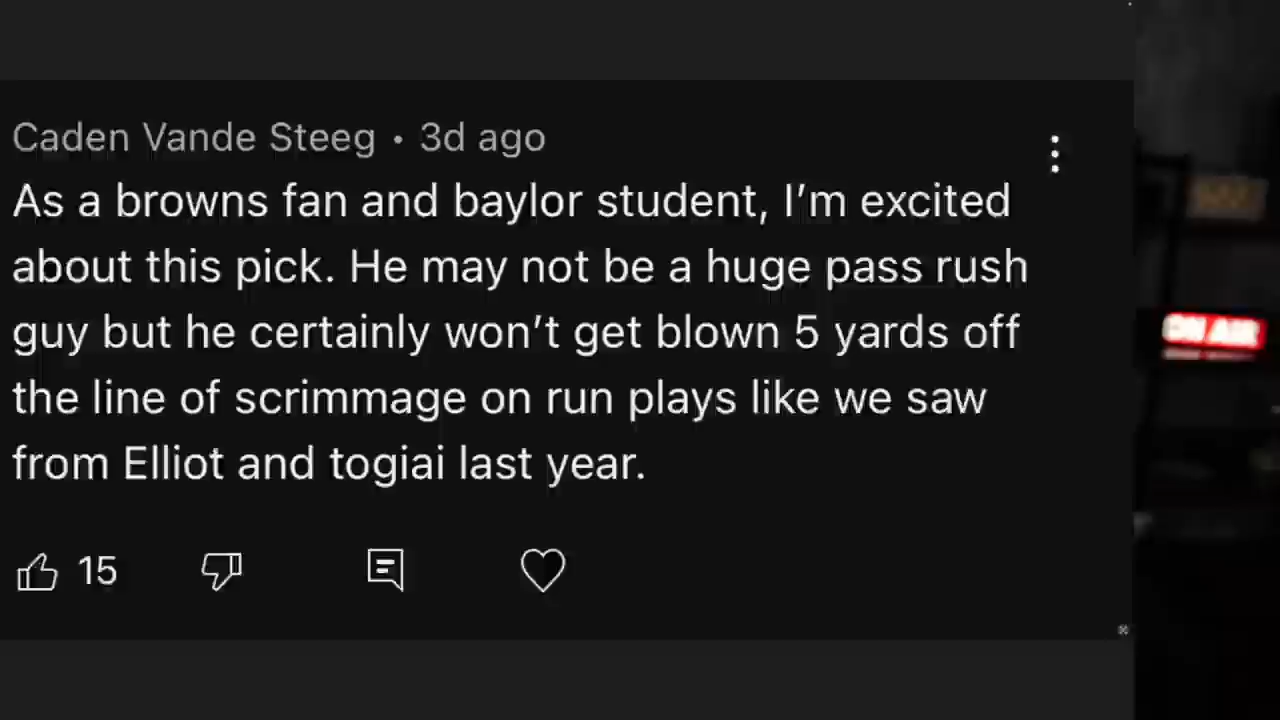 Caden Vande Steeg • 3d ago
As a browns fan and baylor student, I’m excited
about this pick. He may not be a huge pass rush
guy but he certainly won’t get blown 5 yards off
the line of scrimmage on run plays like we saw
from Elliot and togiai last year.
15
ON AIR